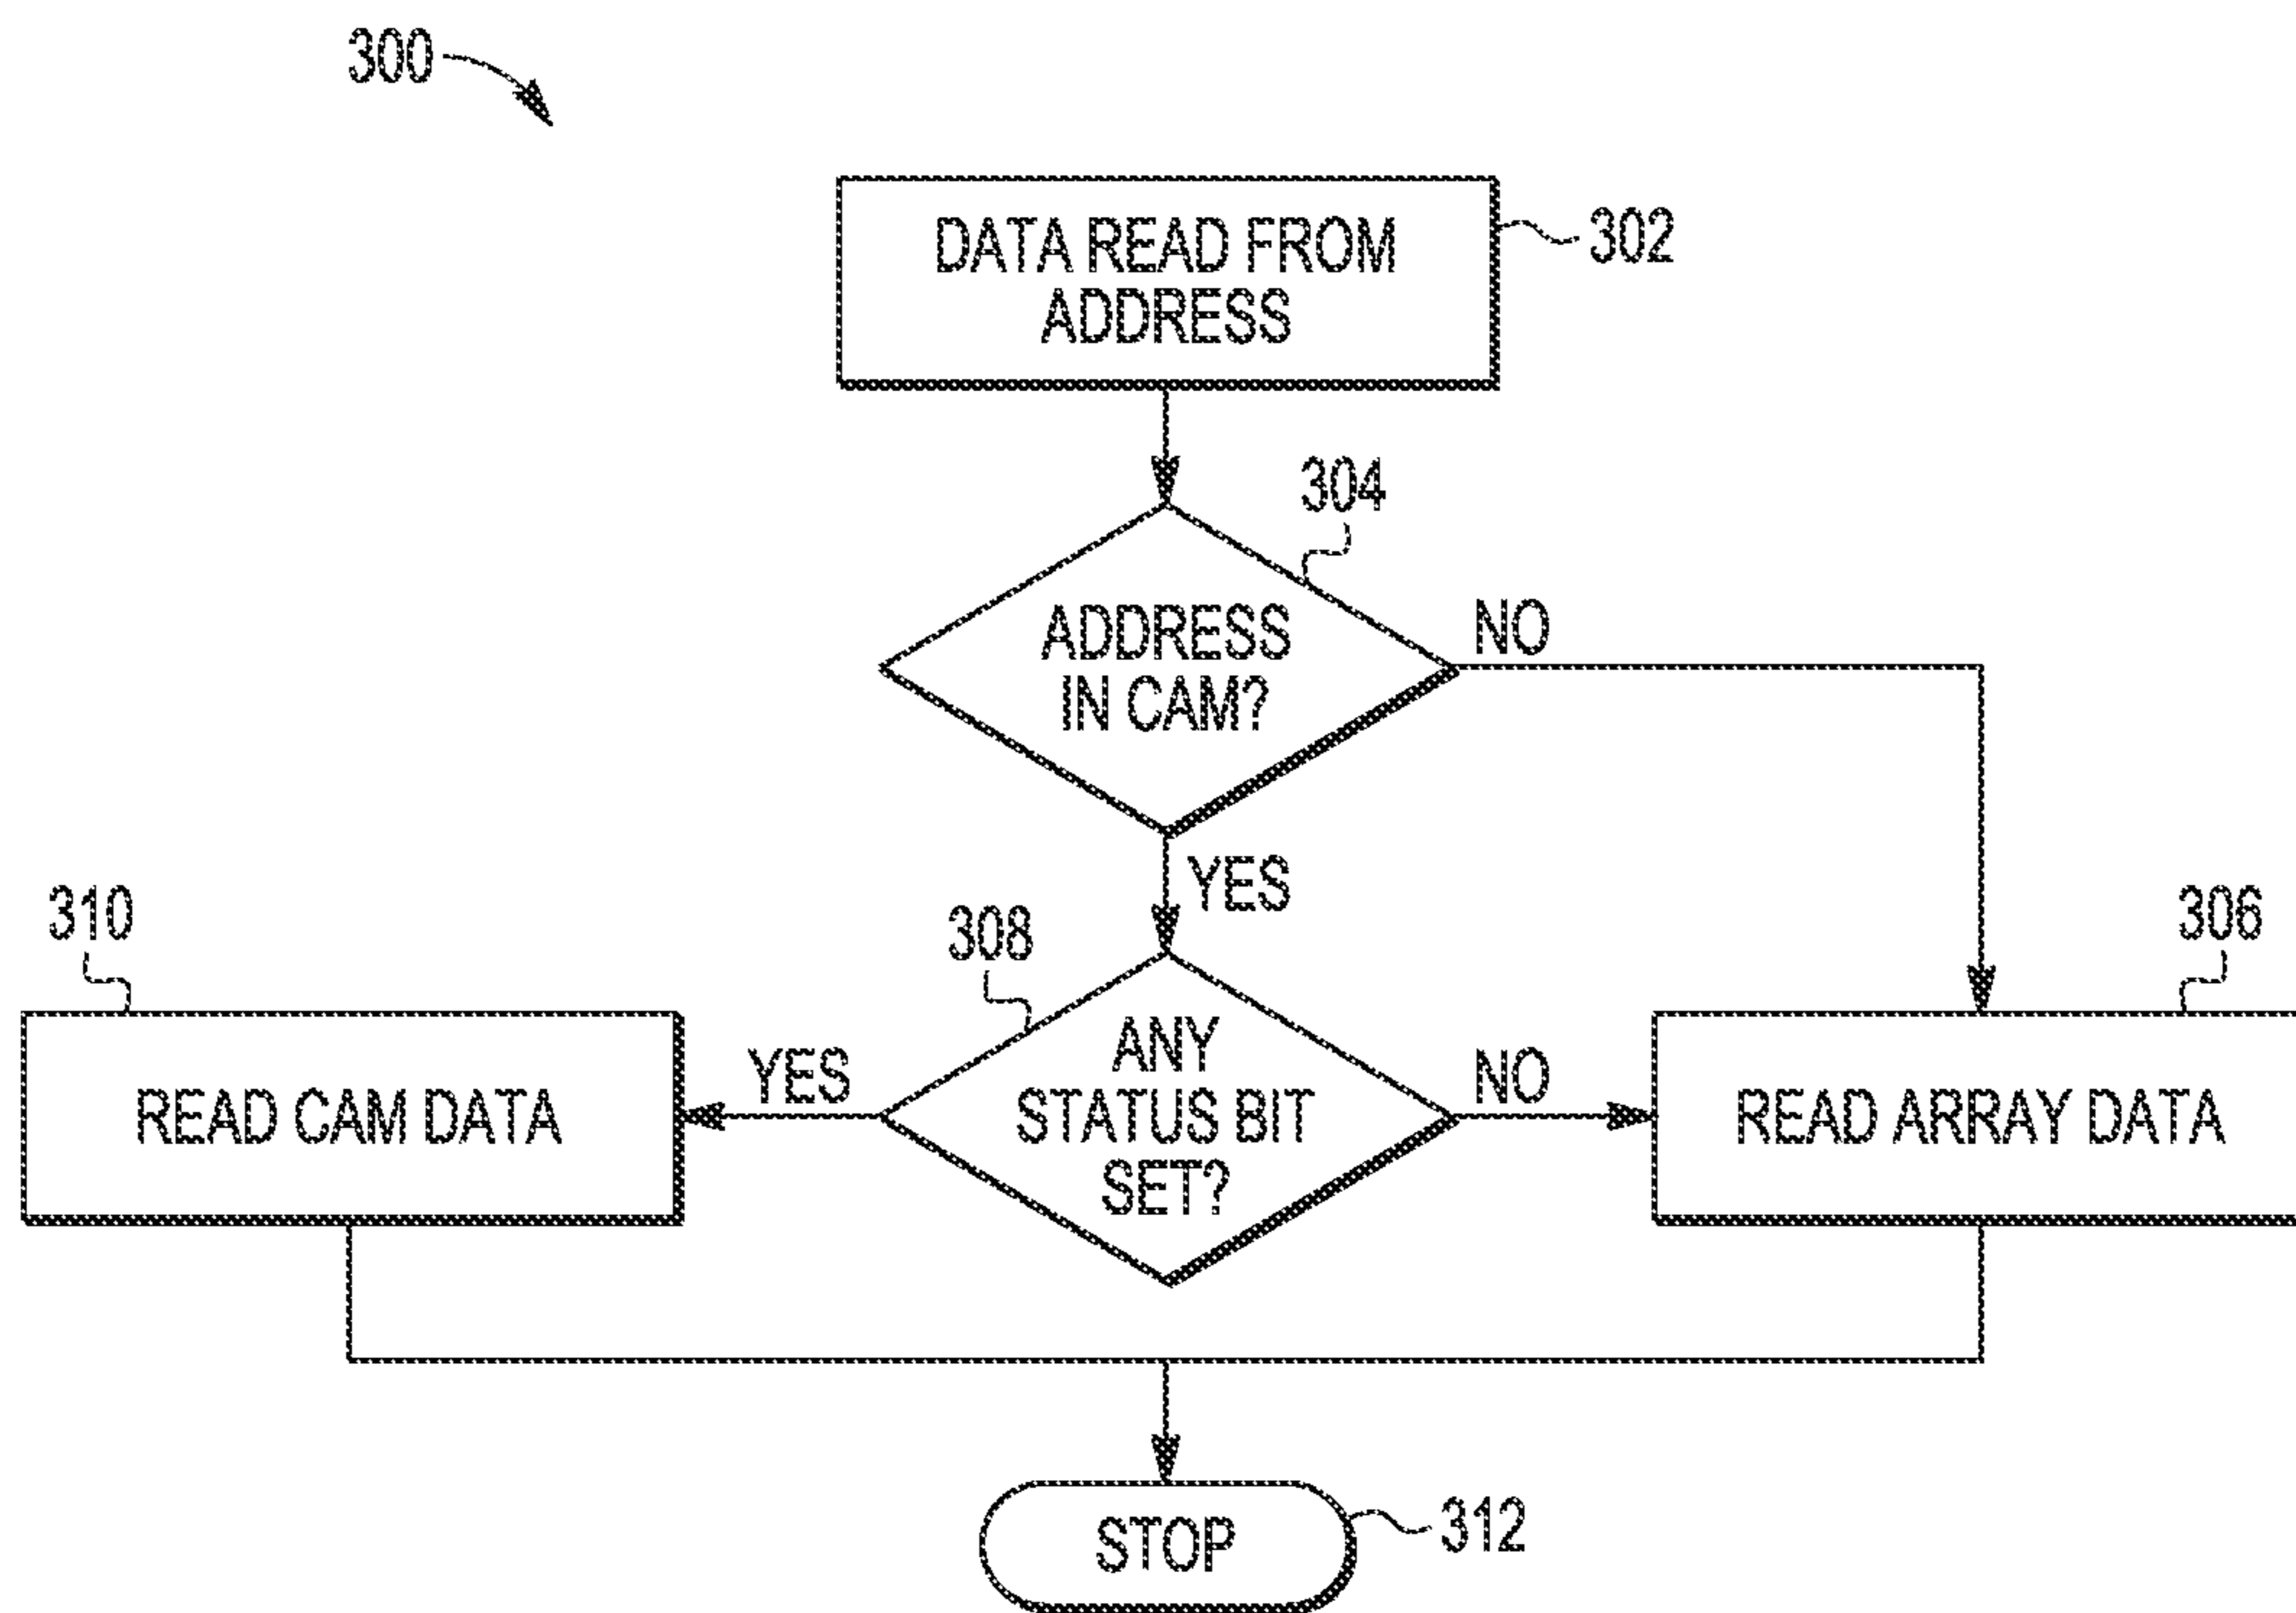 300
DATA READ FROM
ADDRESS
302
304
ADDRESS
IN CAM?
NO
YES
310
308
306
READ CAM DATA
YES
ANY
STATUS BIT
SET?
NO
READ ARRAY DATA
STOP
312